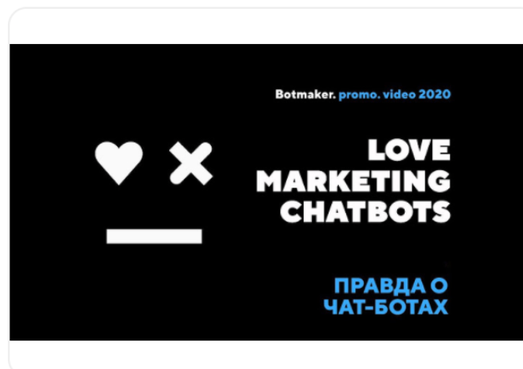 Botmaker. promo. video 2020
LOVE
MARKETING
CHATBOTS
ПРАВДА О
ЧАТ-БОТАХ